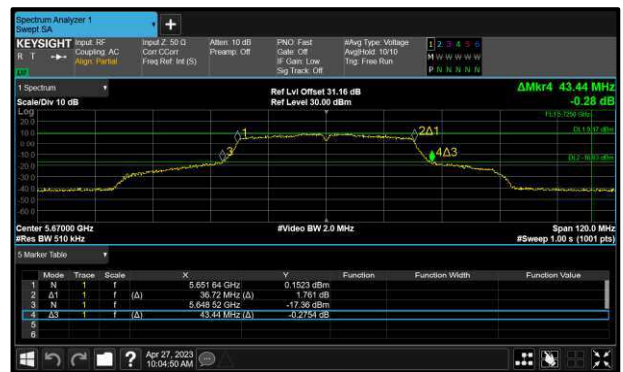 Spectrum Analyzer 1
Swept SA
KEYSIGHT
R T
Input: RF
Coupling: AC
Align: Partial
Input Z: 50 Ω
Corr CCorr
Freq Ref: Int (S)
Atten: 10 dB
Preamp: Off
PNO: Fast
Gate: Off
IF Gain: Low
Sig Track: Off
#Avg Type: Voltage
Avg|Hold: 10/10
Trig: Free Run
1 2 3 4 5 6
M W W W W W
P N N N N N
1 Spectrum
Scale/Div 10 dB
Ref Lvl Offset 31.16 dB
Ref Level 30.00 dBm
ΔMkr4 43.44 MHz
-0.28 dB
Log
20.0
10.0
0.00
-10.0
-20.0
-30.0
-40.0
-50.0
-60.0
1
2Δ1
3
4Δ3
Center 5.67000 GHz
#Res BW 510 kHz
#Video BW 2.0 MHz
Span 120.0 MHz
#Sweep 1.00 s (1001 pts)
5 Marker Table
Mode Trace Scale X Y Function Function Width Function Value
1 N 1 f 5.651 64 GHz 0.1523 dBm
2 Δ1 1 f (Δ) 36.72 MHz (Δ) 1.761 dB
3 N 1 f 5.648 52 GHz -17.36 dBm
4 Δ3 1 f (Δ) 43.44 MHz (Δ) -0.2754 dB
5
6
?
Apr 27, 2023
10:04:50 AM